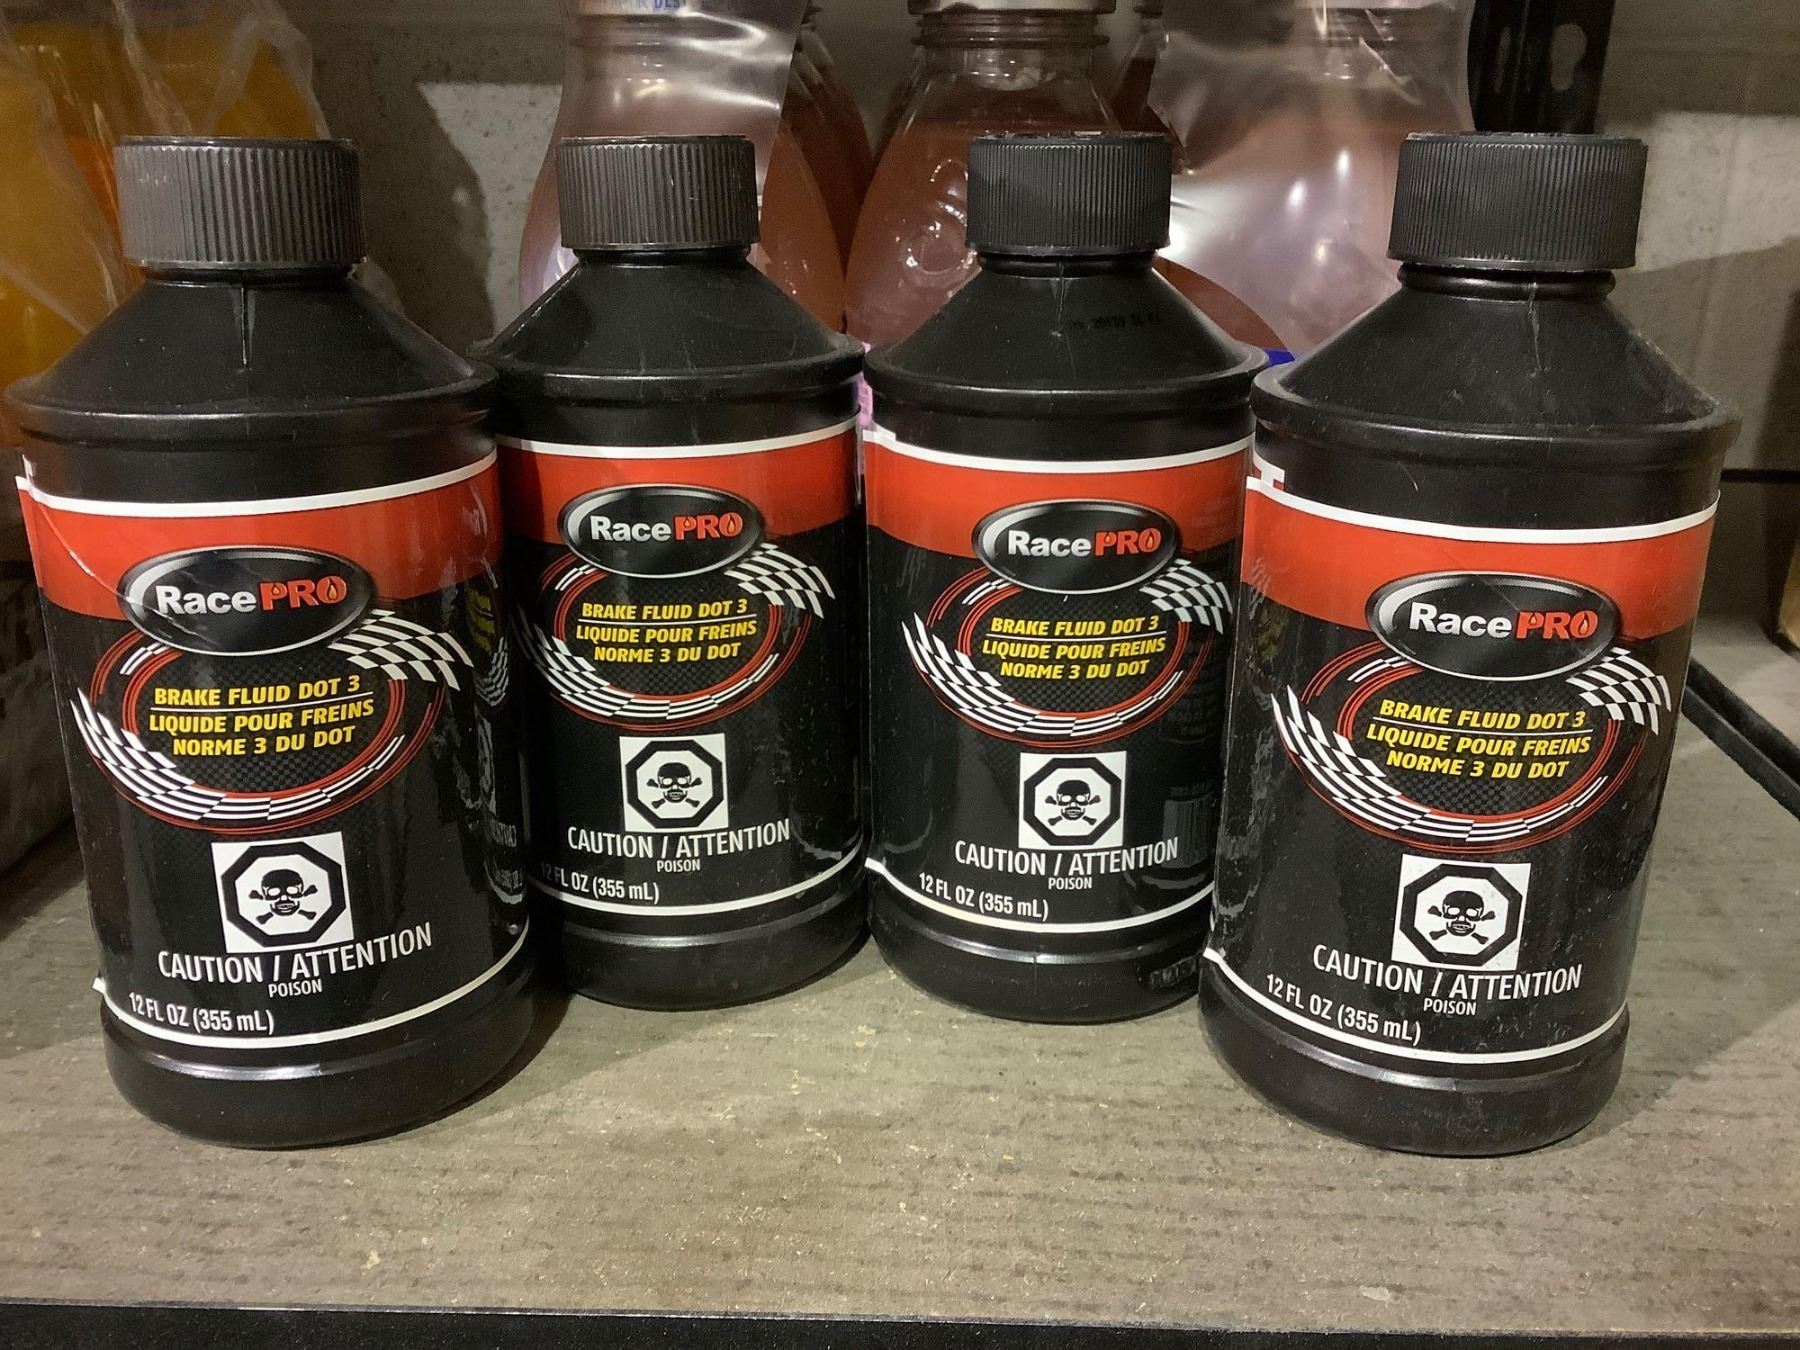 RacePRO
BRAKE FLUID DOT 3
LIQUIDE POUR FREINS
NORME 3 DU DOT
CAUTION / ATTENTION
POISON
12 FL OZ (355 mL)
RacePRO
BRAKE FLUID DOT 3
LIQUIDE POUR FREINS
NORME 3 DU DOT
CAUTION / ATTENTION
POISON
12 FL OZ (355 mL)
RacePRO
BRAKE FLUID DOT 3
LIQUIDE POUR FREINS
NORME 3 DU DOT
CAUTION / ATTENTION
POISON
12 FL OZ (355 mL)
RacePRO
BRAKE FLUID DOT 3
LIQUIDE POUR FREINS
NORME 3 DU DOT
CAUTION / ATTENTION
POISON
12 FL OZ (355 mL)